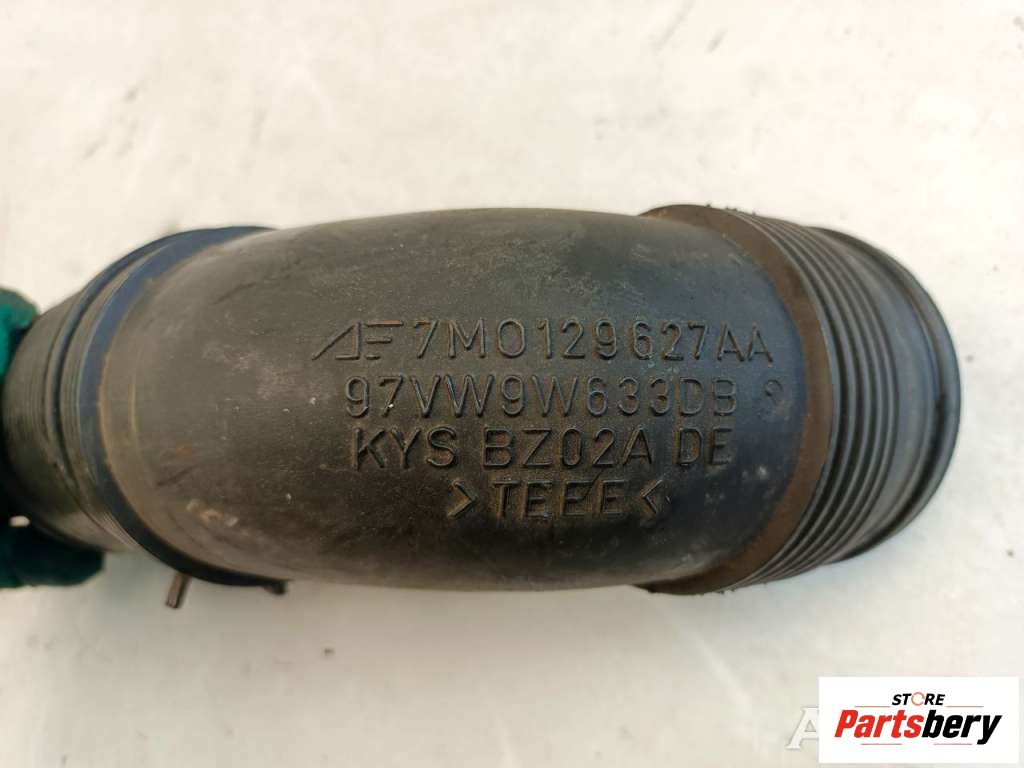 7M0129627AA
97VW9W633DB
KYS BZ02A DE
>TEEE<
STORE
Partsbery